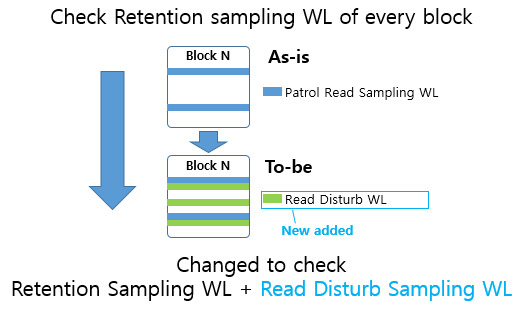 Check Retention sampling WL of every block
Block N
As-is
Patrol Read Sampling WL
Block N
To-be
Read Disturb WL
New added
Changed to check
Retention Sampling WL + Read Disturb Sampling WL